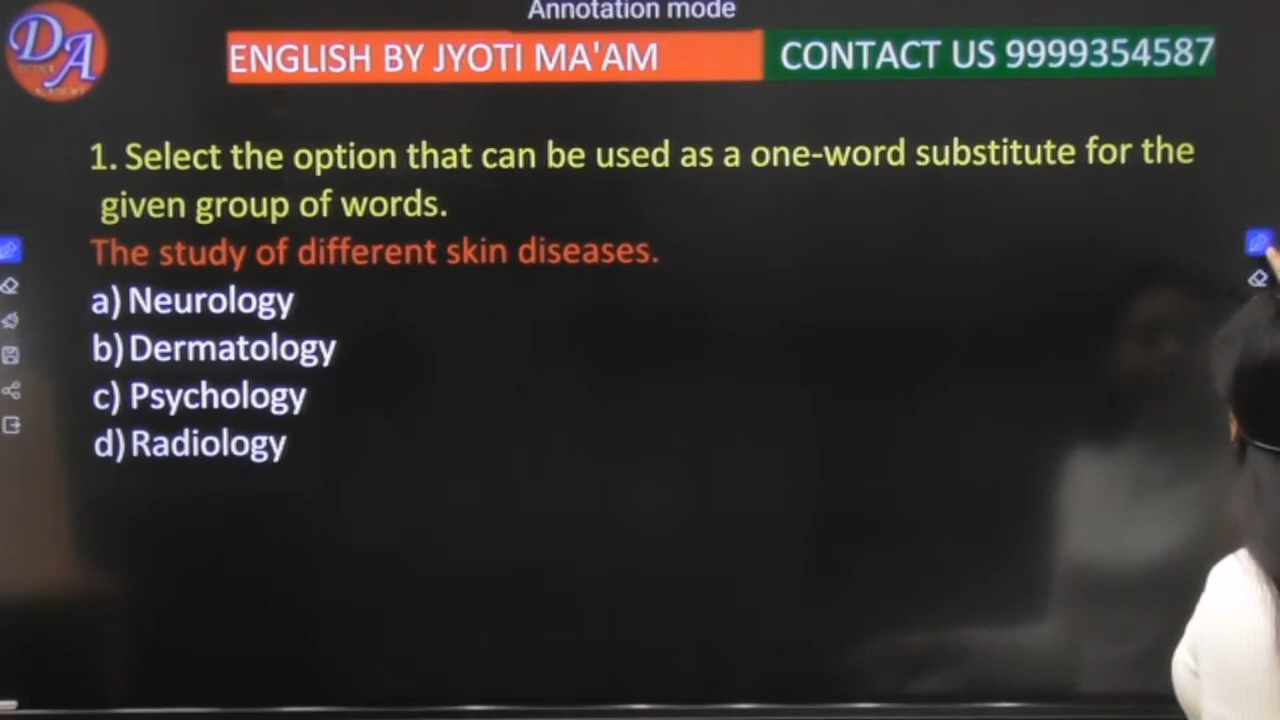 Annotation mode
DA
ENGLISH BY JYOTI MA'AM CONTACT US 9999354587
1. Select the option that can be used as a one-word substitute for the
given group of words.
The study of different skin diseases.
a) Neurology
b) Dermatology
c) Psychology
d) Radiology